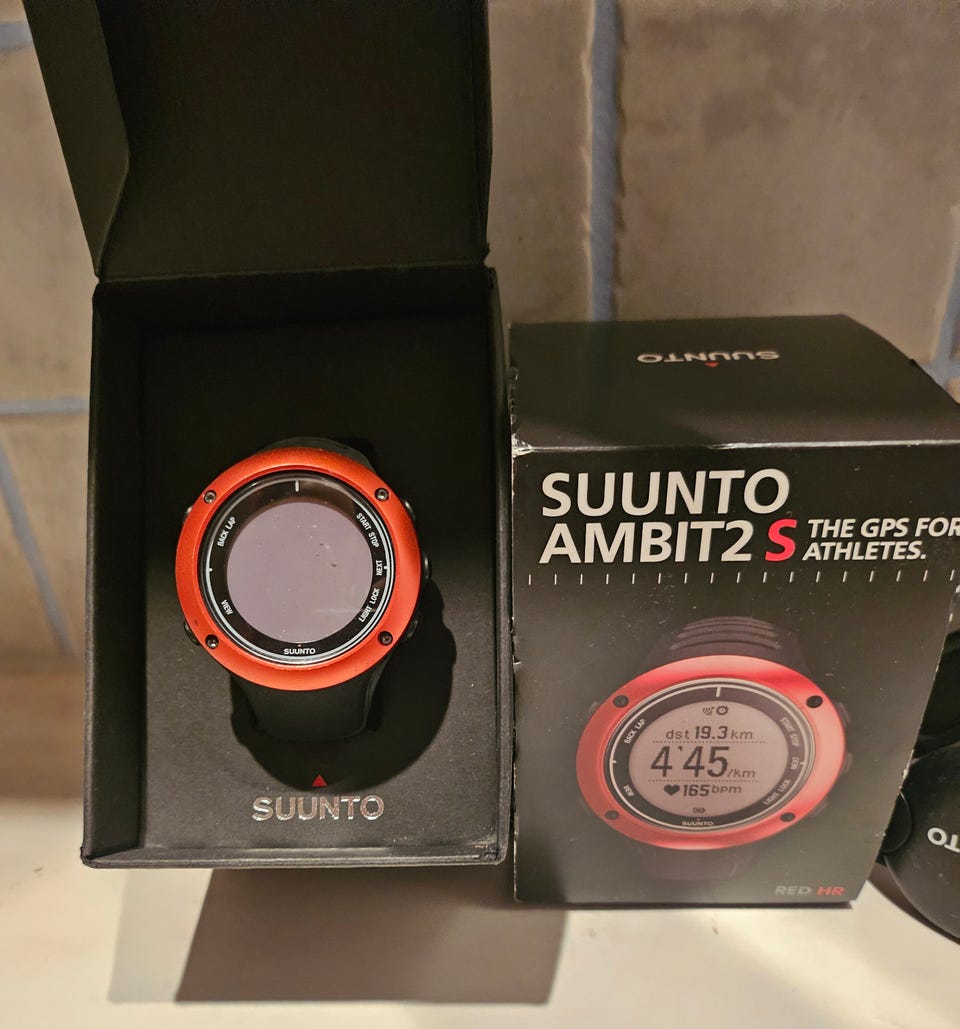 BACK LAP
START STOP
NEXT
LIGHT LOCK
VIEW
SUUNTO
SUUNTO
SUUNTO
SUUNTO
AMBIT2 S THE GPS FOR
ATHLETES.
BACK LAP
START STOP
NEXT
LIGHT LOCK
VIEW
dst 19.3 km
4'45 /km
165 bpm
SUUNTO
RED HR